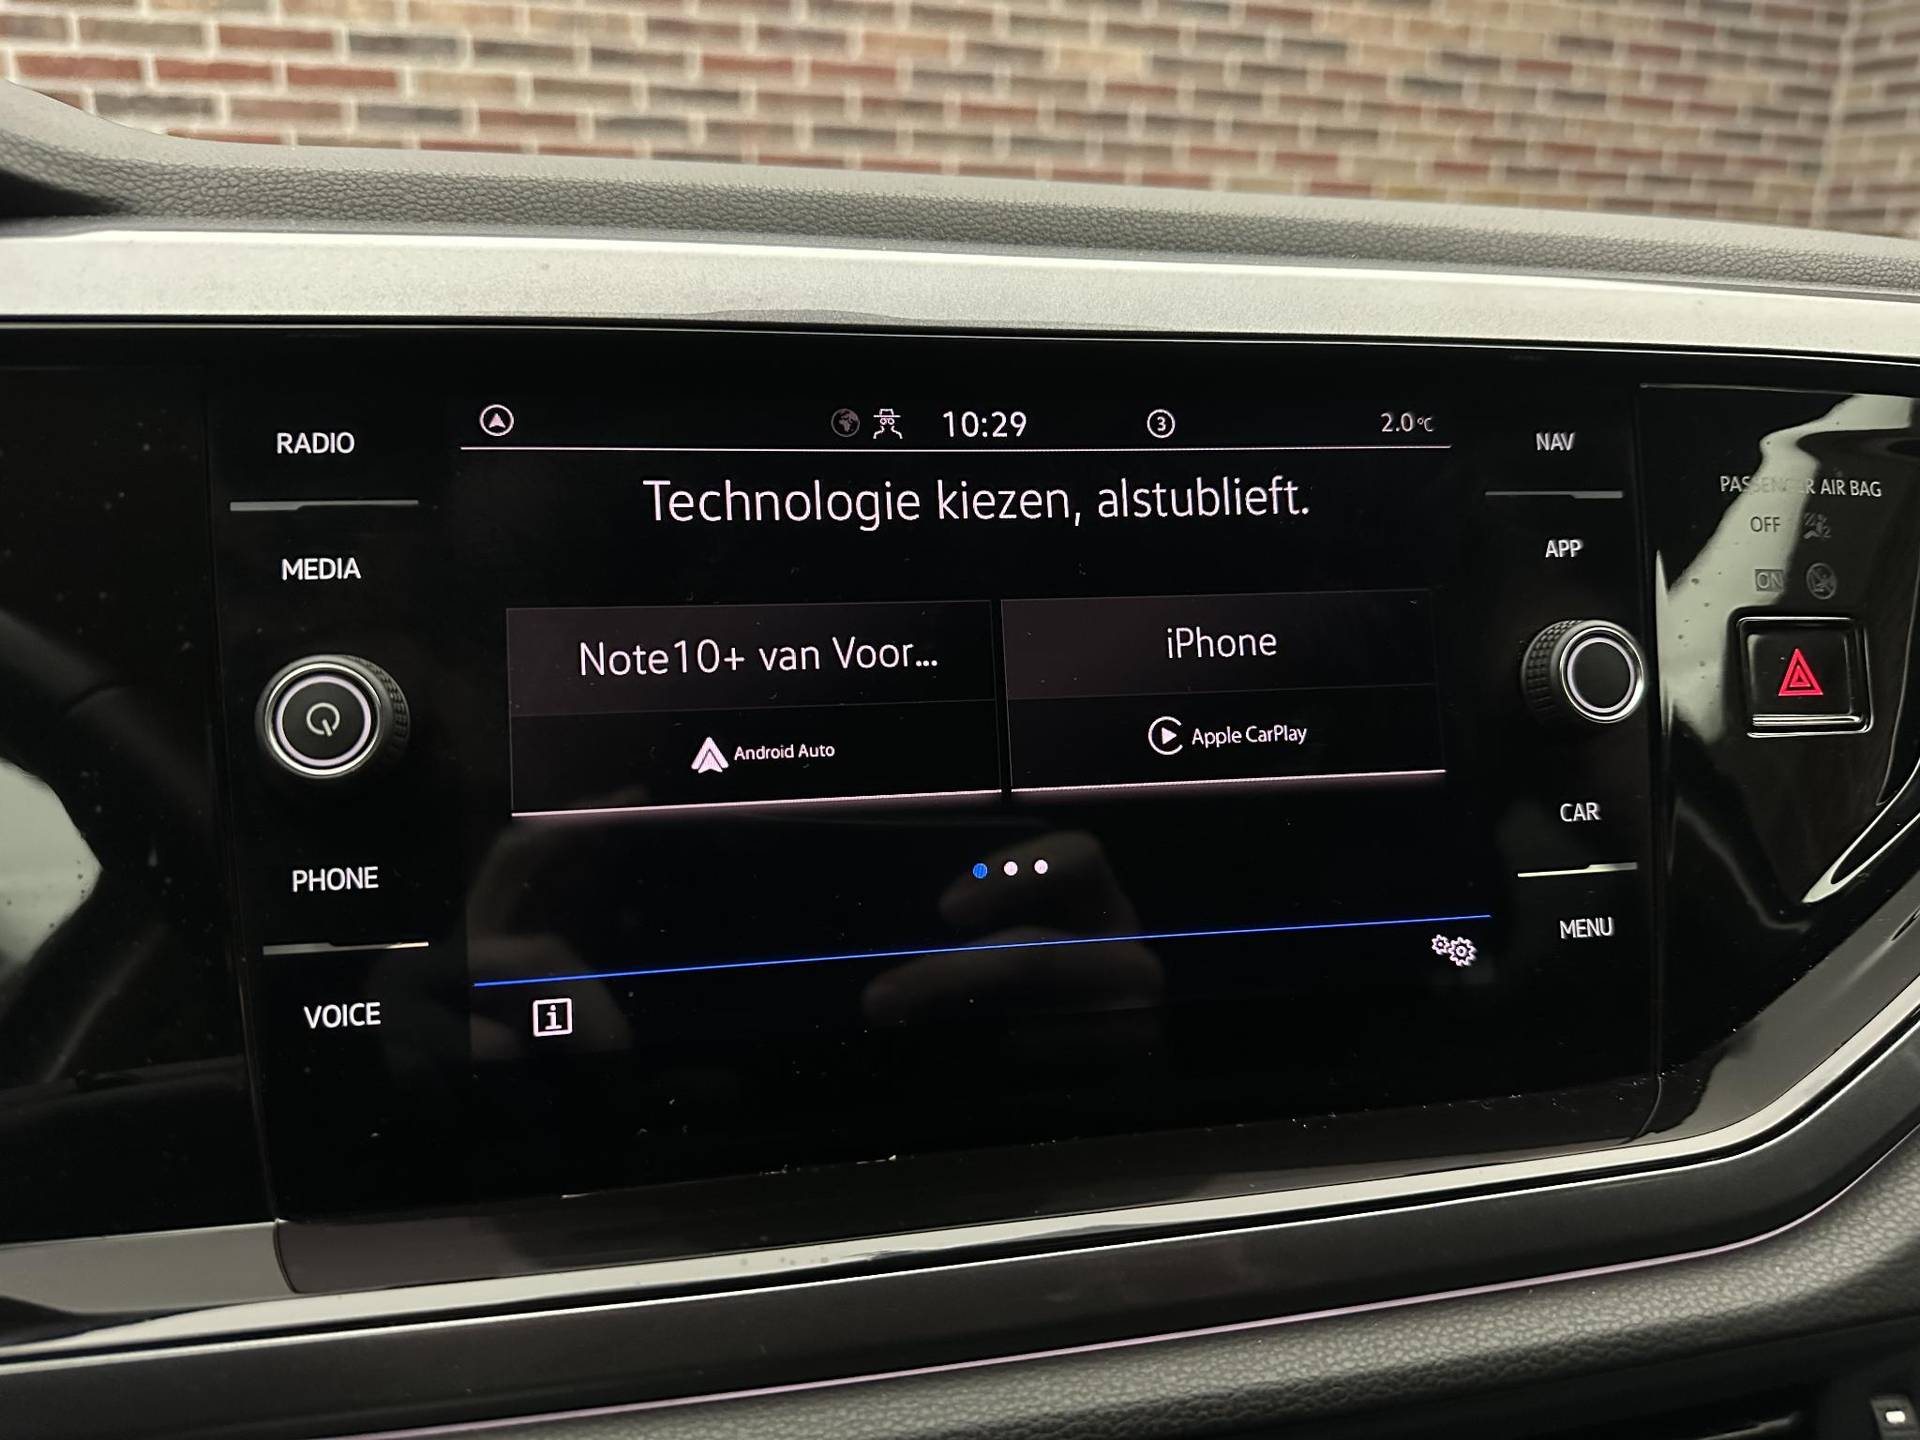 RADIO
MEDIA
PHONE
VOICE
10:29
3
2.0°C
Technologie kiezen, alstublieft.
Note10+ van Voor...
Android Auto
iPhone
Apple CarPlay
i
NAV
APP
CAR
MENU
PASSENGER AIR BAG
OFF
ON